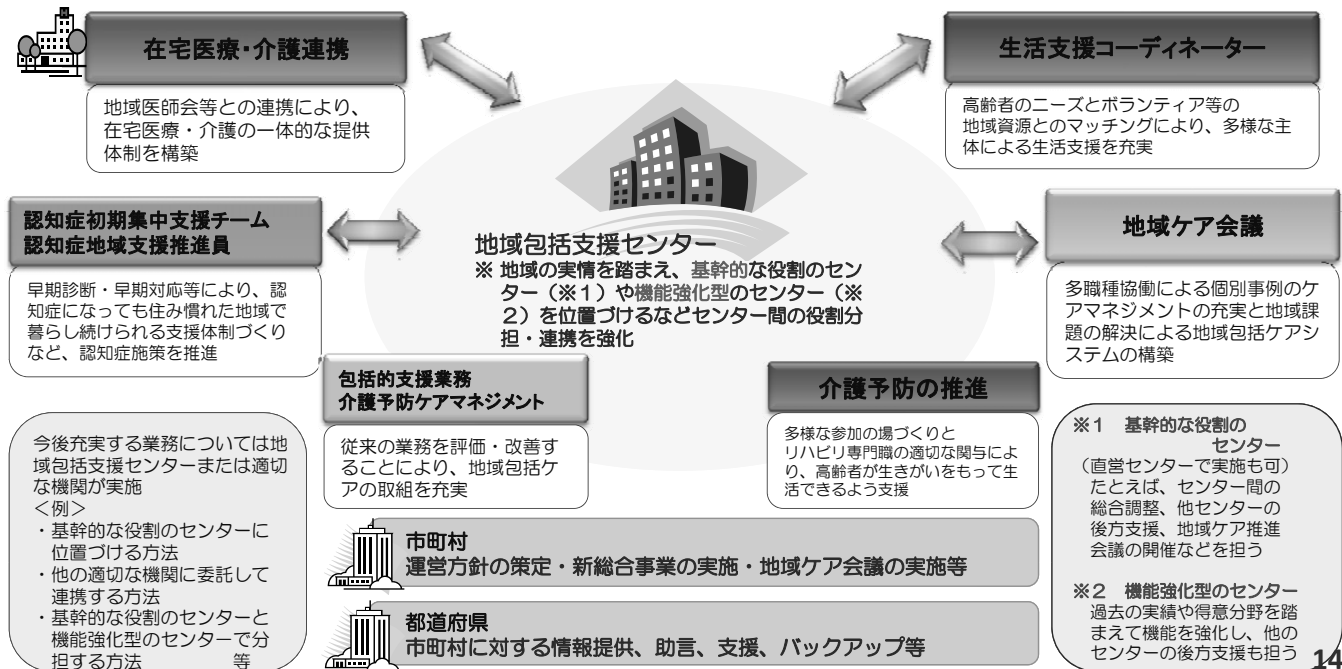 在宅医療・介護連携
地域医師会等との連携により、
在宅医療・介護の一体的な提供
体制を構築
生活支援コーディネーター
高齢者のニーズとボランティア等の
地域資源とのマッチングにより、多様な主
体による生活支援を充実
認知症初期集中支援チーム
認知症地域支援推進員
早期診断・早期対応等により、認
知症になっても住み慣れた地域で
暮らし続けられる支援体制づくり
など、認知症施策を推進
地域包括支援センター
※ 地域の実情を踏まえ、基幹的な役割のセン
ター（※１）や機能強化型のセンター（※
２）を位置づけるなどセンター間の役割分
担・連携を強化
地域ケア会議
多職種協働による個別事例のケ
アマネジメントの充実と地域課
題の解決による地域包括ケアシ
ステムの構築
包括的支援業務
介護予防ケアマネジメント
従来の業務を評価・改善す
ることにより、地域包括ケ
アの取組を充実
介護予防の推進
多様な参加の場づくりと
リハビリ専門職の適切な関与によ
り、高齢者が生きがいをもって生
活できるよう支援
今後充実する業務については地
域包括支援センターまたは適切
な機関が実施
＜例＞
・基幹的な役割のセンターに
位置づける方法
・他の適切な機関に委託して
連携する方法
・基幹的な役割のセンターと
機能強化型のセンターで分
担する方法　　　等
市町村
運営方針の策定・新総合事業の実施・地域ケア会議の実施等
都道府県
市町村に対する情報提供、助言、支援、バックアップ等
※１　基幹的な役割の
センター
（直営センターで実施も可）
たとえば、センター間の
総合調整、他センターの
後方支援、地域ケア推進
会議の開催などを担う
※２　機能強化型のセンター
過去の実績や得意分野を踏
まえて機能を強化し、他の
センターの後方支援も担う
14